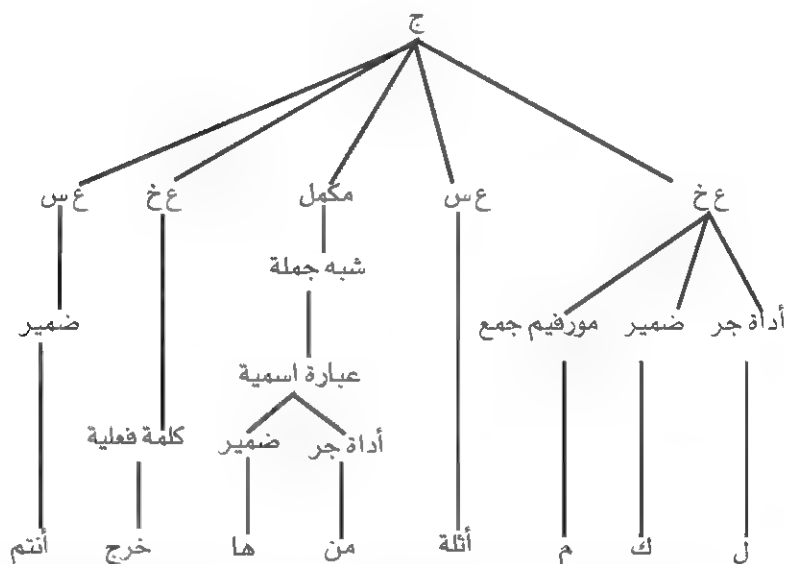 ج
ع خ ع س مكمل ع خ ع س
شبه جملة
أداة جر ضمير مورفيم جمع ضمير
عبارة اسمية
أداة جر ضمير كلمة فعلية
ل ك م أثلة من ها خرج أنتم